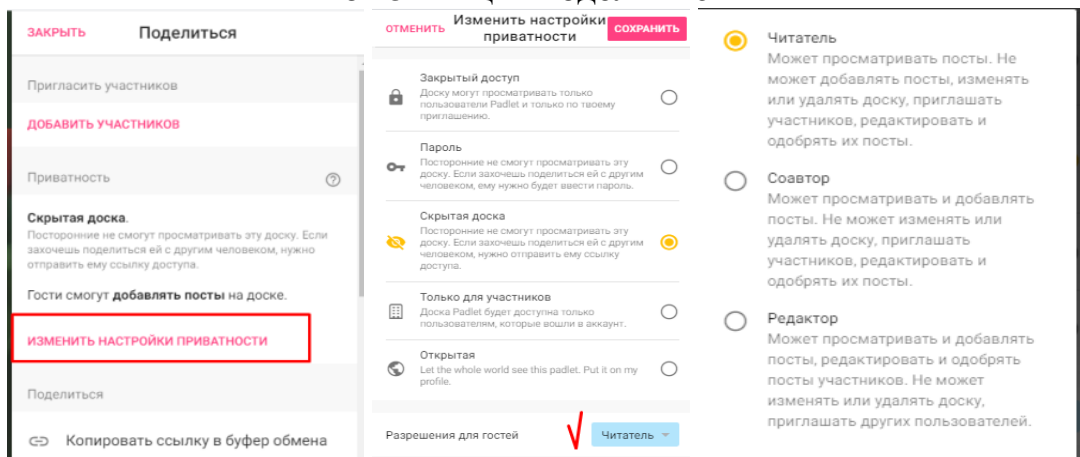 ЗАКРЫТЬ Поделиться
Пригласить участников
ДОБАВИТЬ УЧАСТНИКОВ
Приватность
Скрытая доска.
Посторонние не смогут просматривать эту доску. Если
захочешь поделиться ей с другим человеком, нужно
отправить ему ссылку доступа.
Гости смогут добавлять посты на доске.
ИЗМЕНИТЬ НАСТРОЙКИ ПРИВАТНОСТИ
Поделиться
Копировать ссылку в буфер обмена
ОТМЕНИТЬ Изменить настройки приватности СОХРАНИТЬ
Закрытый доступ
Доску могут просматривать только
пользователи Padlet и только по твоему
приглашению.
Пароль
Посторонние не смогут просматривать эту
доску. Если захочешь поделиться ей с другим
человеком, ему нужно будет ввести пароль.
Скрытая доска
Посторонние не смогут просматривать эту
доску. Если захочешь поделиться ей с другим
человеком, нужно отправить ему ссылку
доступа.
Только для участников
Доска Padlet будет доступна только
пользователям, которые вошли в аккаунт.
Открытая
Let the whole world see this padlet. Put it on my
profile.
Разрешения для гостей Читатель
Читатель
Может просматривать посты. Не
может добавлять посты, изменять
или удалять доску, приглашать
участников, редактировать и
одобрять их посты.
Соавтор
Может просматривать и добавлять
посты. Не может изменять или
удалять доску, приглашать
участников, редактировать и
одобрять их посты.
Редактор
Может просматривать и добавлять
посты, редактировать и одобрять
посты участников. Не может
изменять или удалять доску,
приглашать других пользователей.